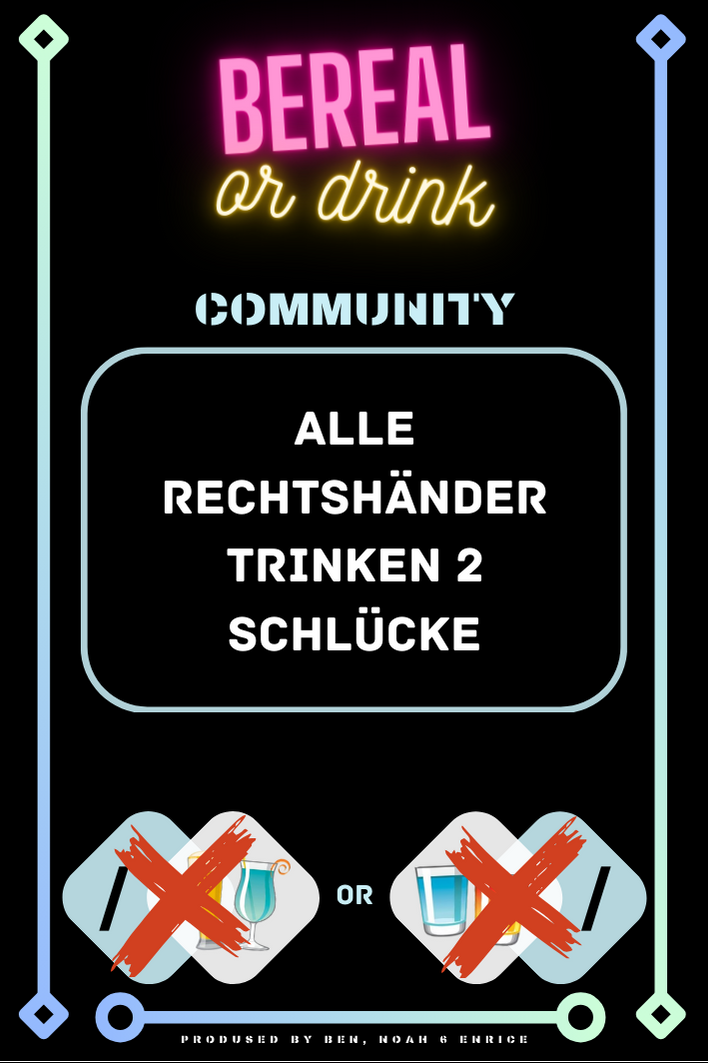 BEREAL
or drink
COMMUNITY
ALLE
RECHTSHÄNDER
TRINKEN 2
SCHLÜCKE
/
OR
/
PRODUSED BY BEN, NOAH & ENRICE